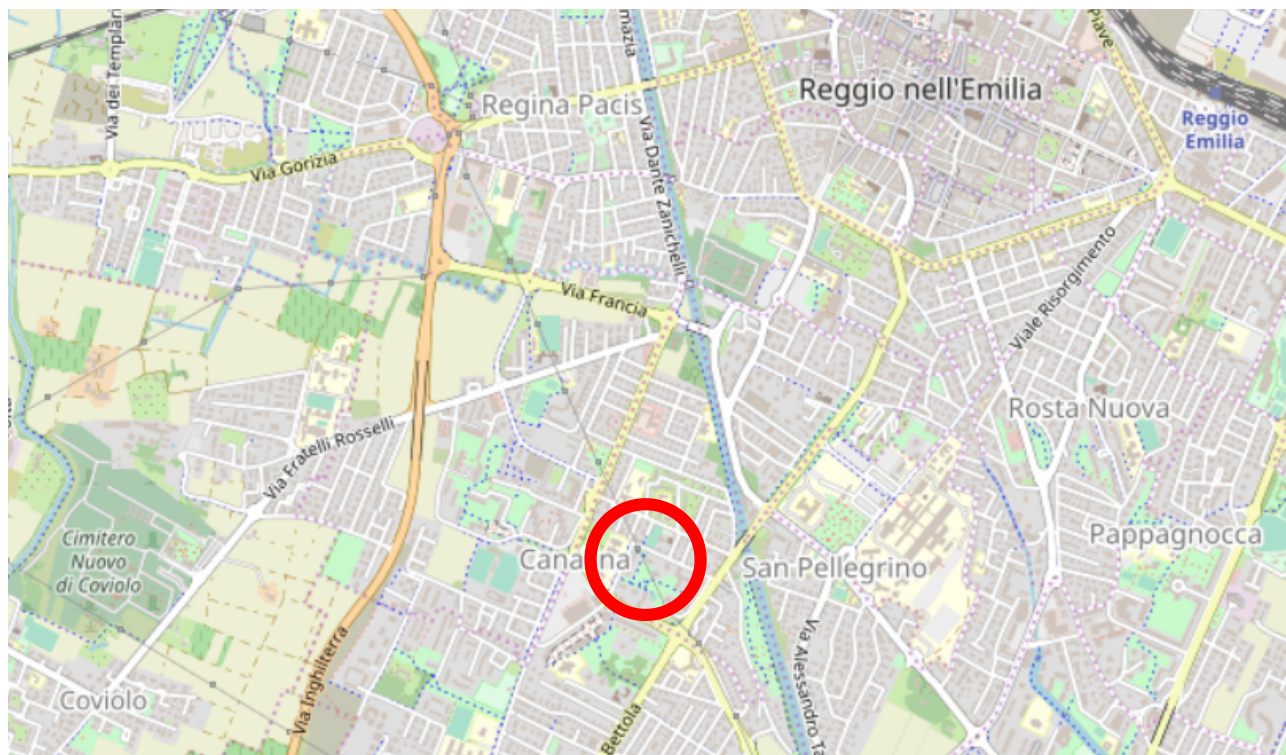 mazia
Piave
Via dei Templari
Regina Pacis
Reggio nell'Emilia
Reggio
Emilia
Via Gorizia
Via Dante Zanichelli
Viale Risorgimento
Via Francia
Via Fratelli Rosselli
Rosta Nuova
Cimitero
Nuovo
di Coviolo
San Pellegrino
Pappagnocca
Via Inghilterra
Via Alessandro Ta
Coviolo
Bettola